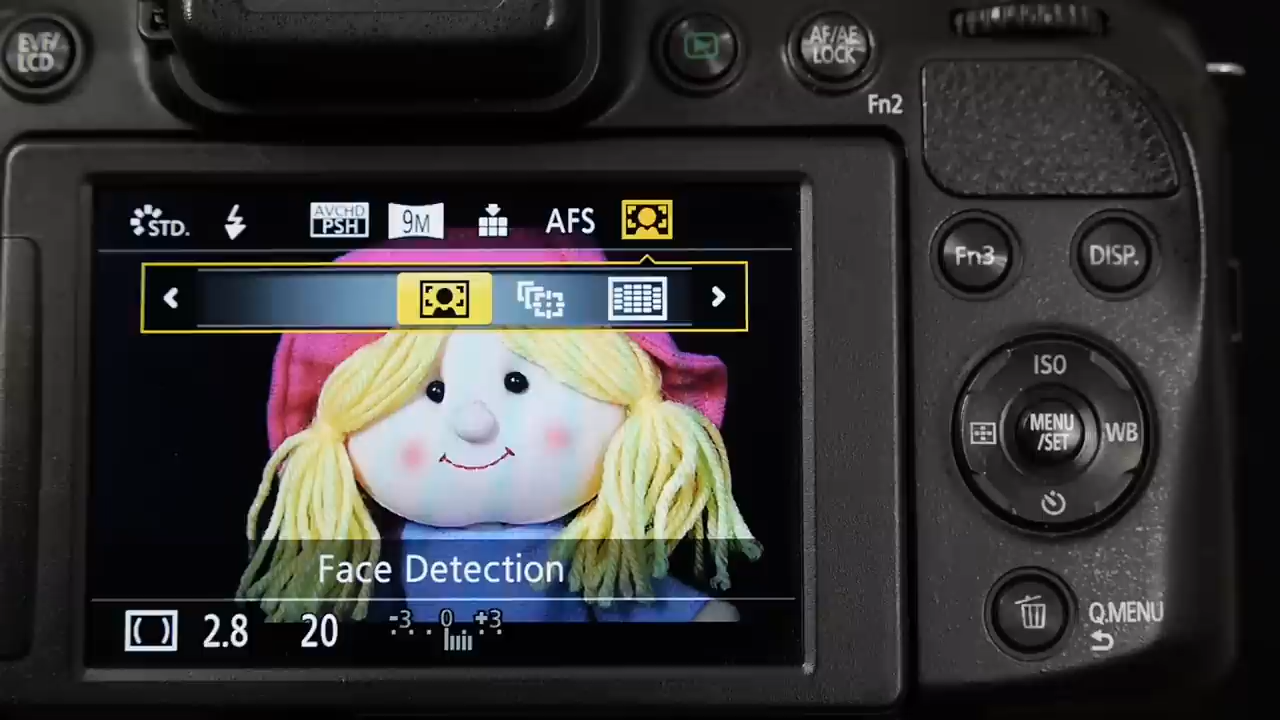 EVF/
LCD
AF/AE
LOCK
Fn2
STD.
AVCHD
PSH
9M
AFS
Fn3
DISP.
ISO
MENU
/SET
WB
Face Detection
2.8
20
-3
0
+3
Q.MENU